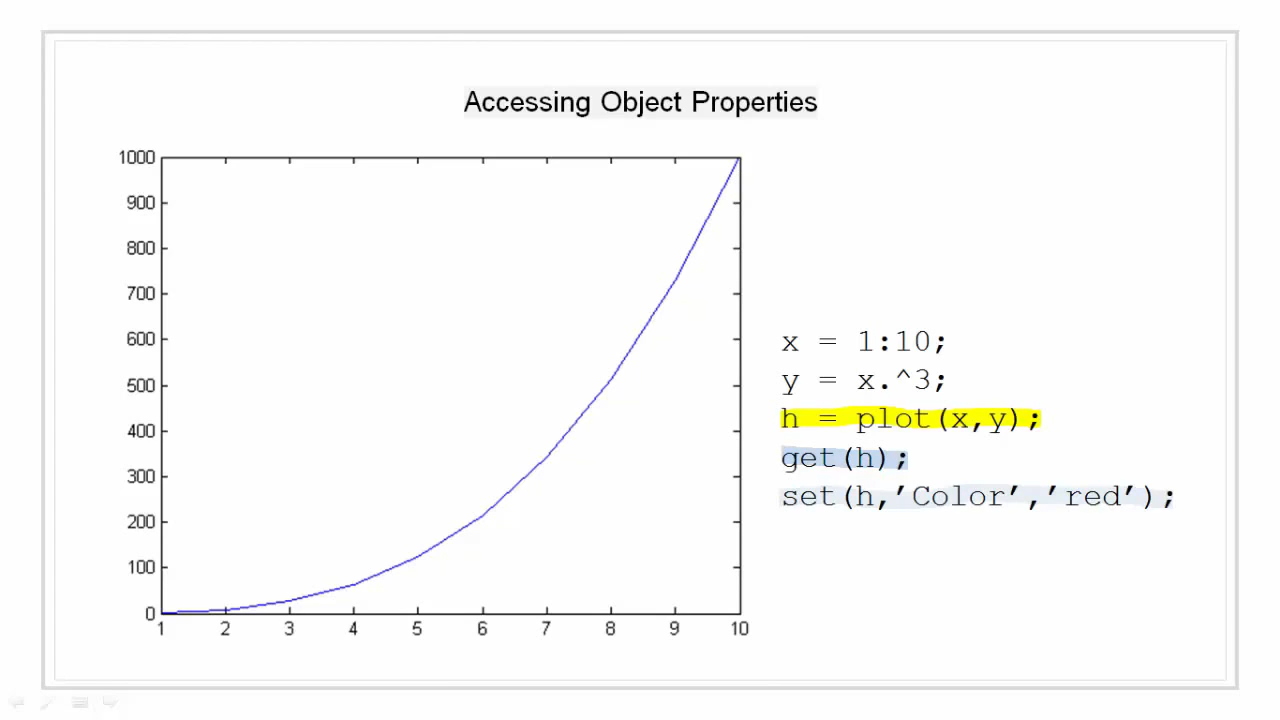 Accessing Object Properties
1000
900
800
700
600
500
400
300
200
100
0
1 2 3 4 5 6 7 8 9 10
x = 1:10;
y = x.^3;
h = plot(x,y);
get(h);
set(h,’Color’,’red’);